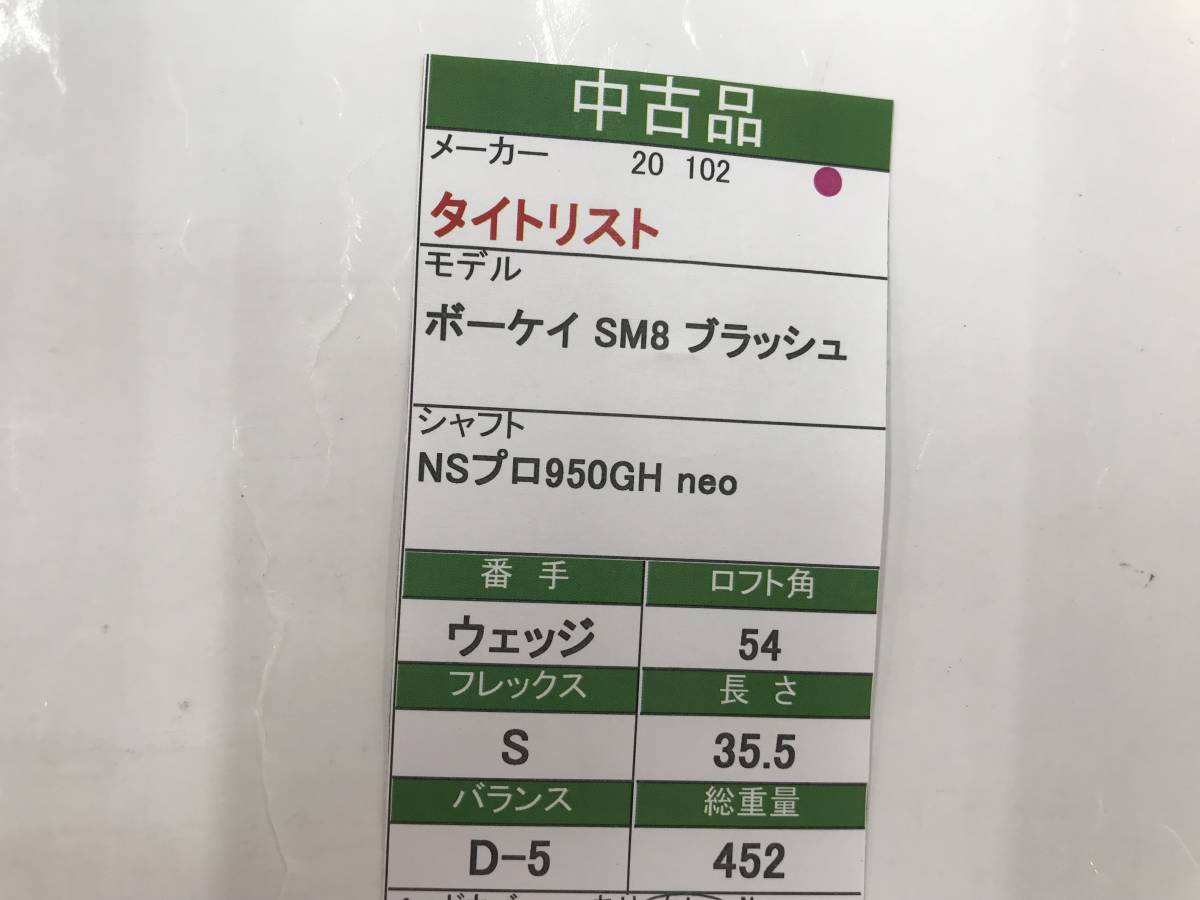 中古品
メーカー 20 102
タイトリスト
モデル
ボーケイ SM8 ブラッシュ
シャフト
NSプロ950GH neo
番 手 ロフト角
ウェッジ 54
フレックス 長 さ
S 35.5
バランス 総重量
D-5 452